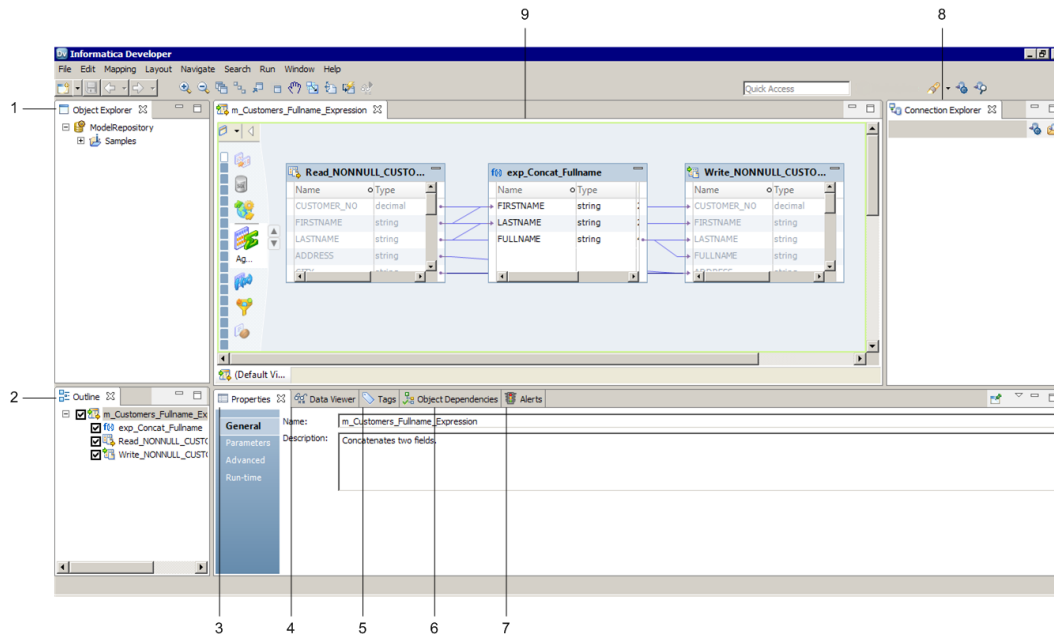 9 8
Informatica Developer
File Edit Mapping Layout Navigate Search Run Window Help
Quick Access
1 Object Explorer m_Customers_Fullname_Expression Connection Explorer
ModelRepository
Samples
Read_NONNULL_CUSTO... exp_Concat_Fullname Write_NONNULL_CUSTO...
Name Type Name Type Name Type
CUSTOMER_NO decimal FIRSTNAME string CUSTOMER_NO decimal
FIRSTNAME string LASTNAME string FIRSTNAME string
LASTNAME string FULLNAME string LASTNAME string
Ag...
ADDRESS string FULLNAME string
(Default Vi...
2 Outline Properties Data Viewer Tags Object Dependencies Alerts
m_Customers_Fullname_Ex
exp_Concat_Fullname
Read_NONNULL_CUST
Write_NONNULL_CUST
General Name: m_Customers_Fullname_Expression
Parameters Description: Concatenates two fields.
Advanced
Run-time
3 4 5 6 7